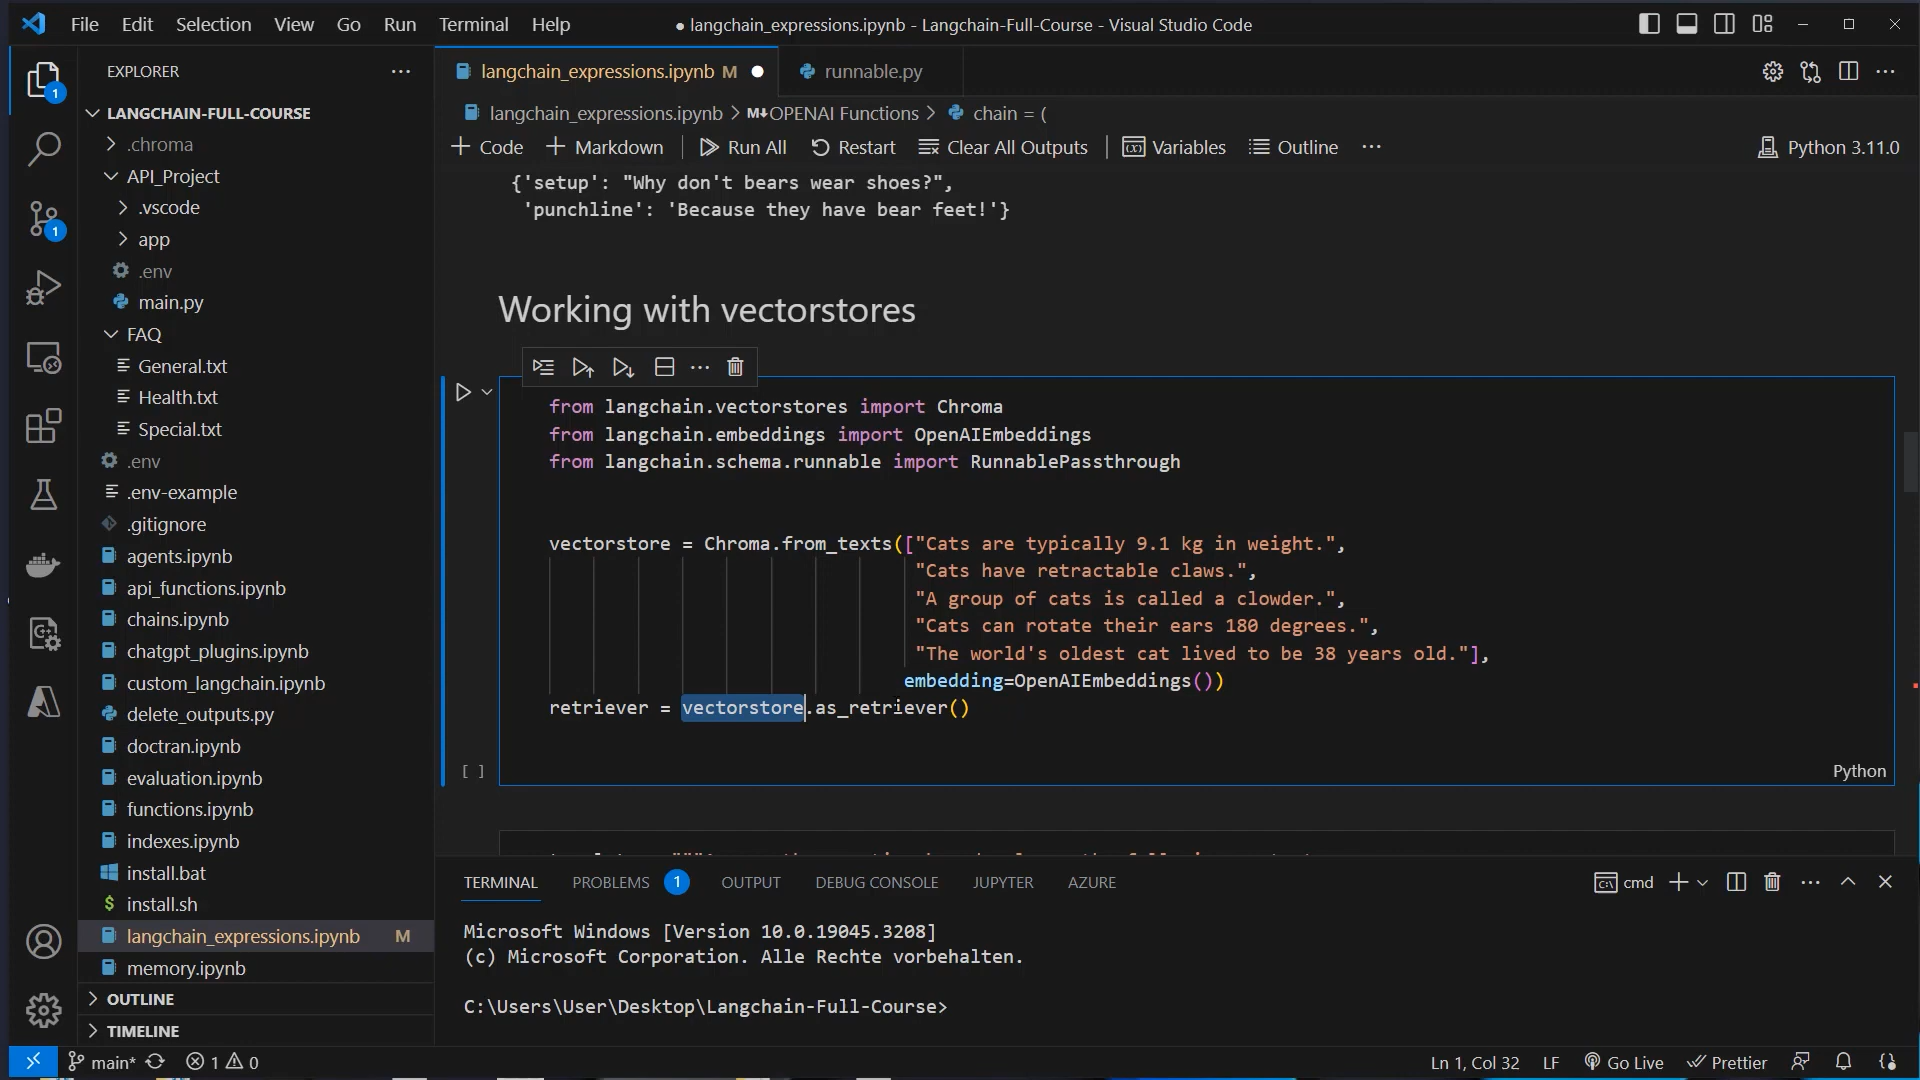 File Edit Selection View Go Run Terminal Help
● langchain_expressions.ipynb - Langchain-Full-Course - Visual Studio Code
EXPLORER
1
LANGCHAIN-FULL-COURSE
.chroma
API_Project
.vscode
app
.env
main.py
FAQ
General.txt
Health.txt
Special.txt
.env
.env-example
.gitignore
agents.ipynb
api_functions.ipynb
chains.ipynb
chatgpt_plugins.ipynb
custom_langchain.ipynb
delete_outputs.py
doctran.ipynb
evaluation.ipynb
functions.ipynb
indexes.ipynb
install.bat
install.sh
langchain_expressions.ipynb M
memory.ipynb
OUTLINE
TIMELINE
1
langchain_expressions.ipynb M
runnable.py
langchain_expressions.ipynb > M↓OPENAI Functions > chain = (
+ Code + Markdown Run All Restart Clear All Outputs Variables Outline ...
Python 3.11.0
{'setup': "Why don't bears wear shoes?",
'punchline': 'Because they have bear feet!'}
Working with vectorstores
from langchain.vectorstores import Chroma
from langchain.embeddings import OpenAIEmbeddings
from langchain.schema.runnable import RunnablePassthrough
vectorstore = Chroma.from_texts(["Cats are typically 9.1 kg in weight.",
"Cats have retractable claws.",
"A group of cats is called a clowder.",
"Cats can rotate their ears 180 degrees.",
"The world's oldest cat lived to be 38 years old."],
embedding=OpenAIEmbeddings())
retriever = vectorstore.as_retriever()
[ ]
Python
TERMINAL PROBLEMS 1 OUTPUT DEBUG CONSOLE JUPYTER AZURE
cmd
Microsoft Windows [Version 10.0.19045.3208]
(c) Microsoft Corporation. Alle Rechte vorbehalten.
C:\Users\User\Desktop\Langchain-Full-Course>
main* 1 0
Ln 1, Col 32 LF Go Live Prettier